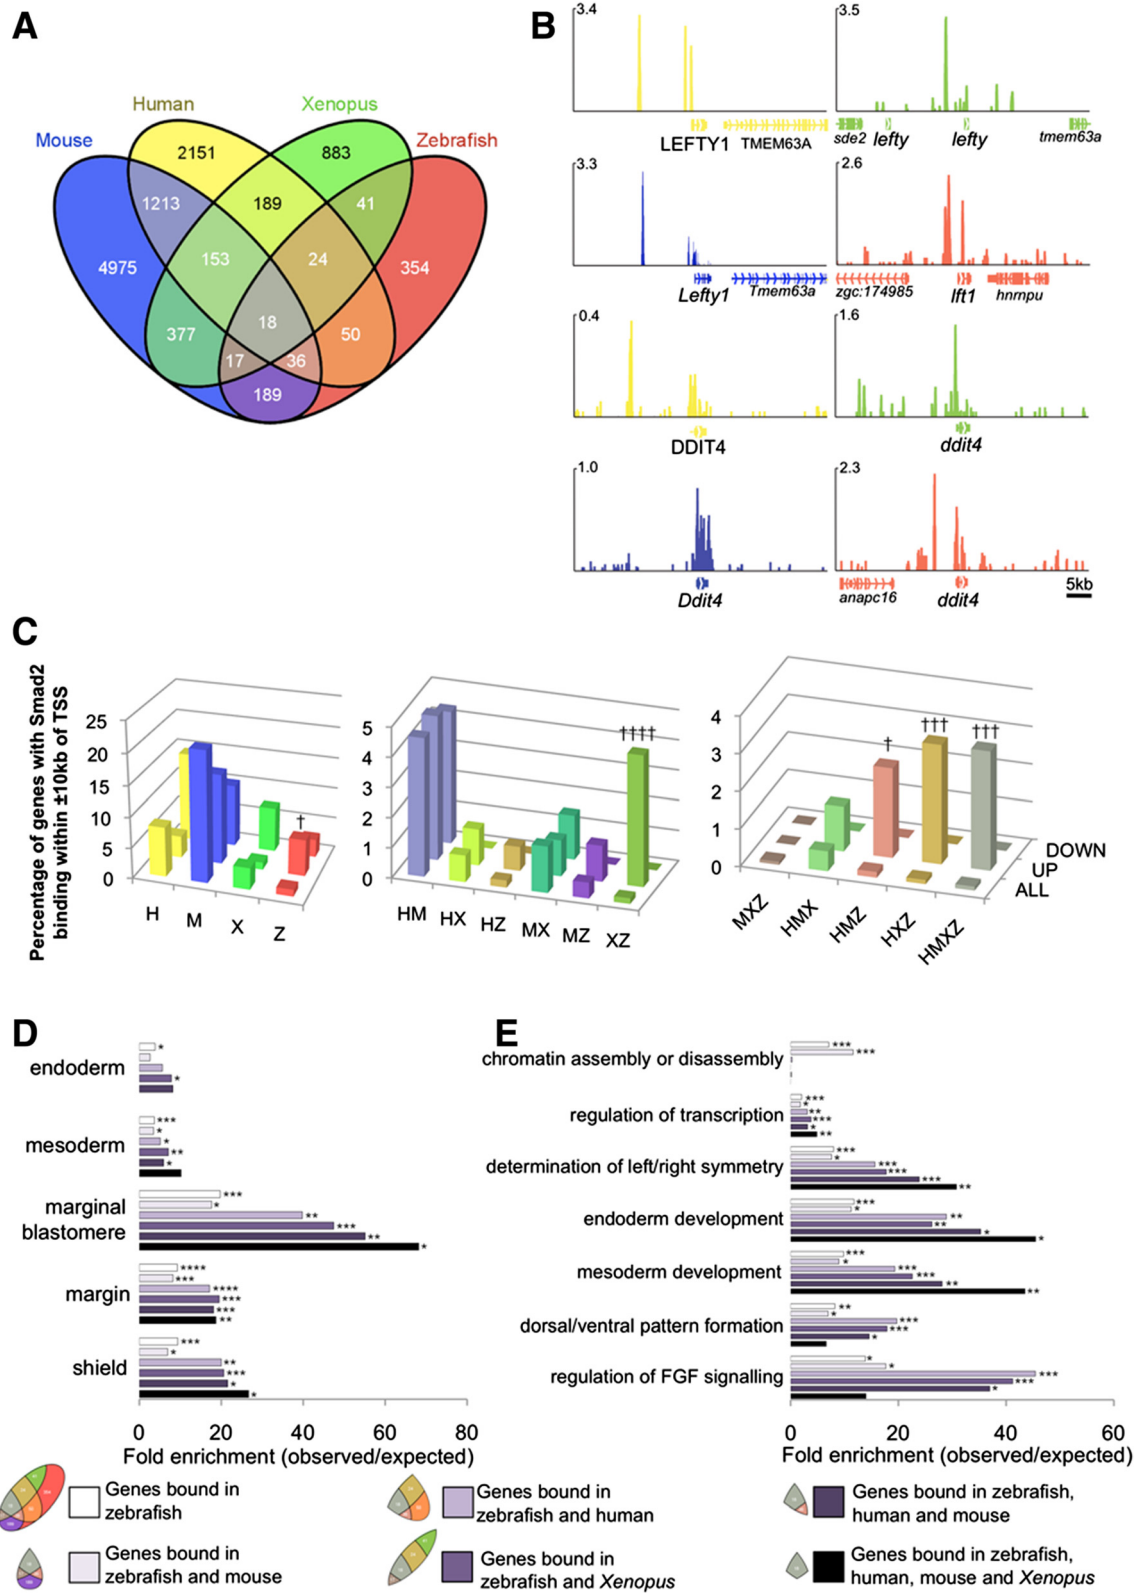 A
Human
Xenopus
Mouse
Zebrafish
2151
883
1213
189
41
4975
153
24
354
377
18
50
17
36
189
B
3.4
3.5
LEFTY1
TMEM63A
sde2
lefty
lefty
tmem63a
3.3
2.6
Lefty1
Tmem63a
zgc:174985
lft1
hnrnpu
0.4
1.6
DDIT4
ddit4
1.0
2.3
Ddit4
anapc16
ddit4
5kb
C
Percentage of genes with Smad2
binding within ±10kb of TSS
25
20
15
10
5
0
†
H
M
X
Z
5
4
3
2
1
0
††††
HM
HX
HZ
MX
MZ
XZ
4
3
2
1
0
†
†††
†††
MXZ
HMX
HMZ
HXZ
HMXZ
DOWN
UP
ALL
D
endoderm
*
*
mesoderm
***
*
*
**
*
marginal
blastomere
***
*
**
***
**
*
margin
****
***
****
***
***
**
shield
***
*
**
***
*
*
0
20
40
60
80
Fold enrichment (observed/expected)
E
chromatin assembly or disassembly
***
***
regulation of transcription
***
*
**
***
*
**
determination of left/right symmetry
***
*
***
***
***
**
endoderm development
***
*
**
**
*
*
mesoderm development
***
*
***
***
**
**
dorsal/ventral pattern formation
**
*
***
***
*
regulation of FGF signalling
*
*
***
***
*
0
20
40
60
Fold enrichment (observed/expected)
Genes bound in
zebrafish
Genes bound in
zebrafish and human
Genes bound in zebrafish,
human and mouse
Genes bound in
zebrafish and mouse
Genes bound in
zebrafish and Xenopus
Genes bound in zebrafish,
human, mouse and Xenopus